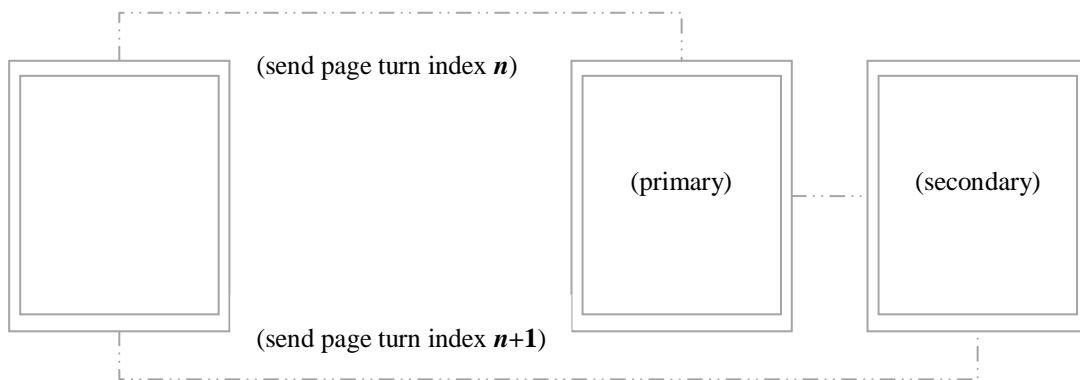 (send page turn index n)
(primary)
(secondary)
(send page turn index n+1)